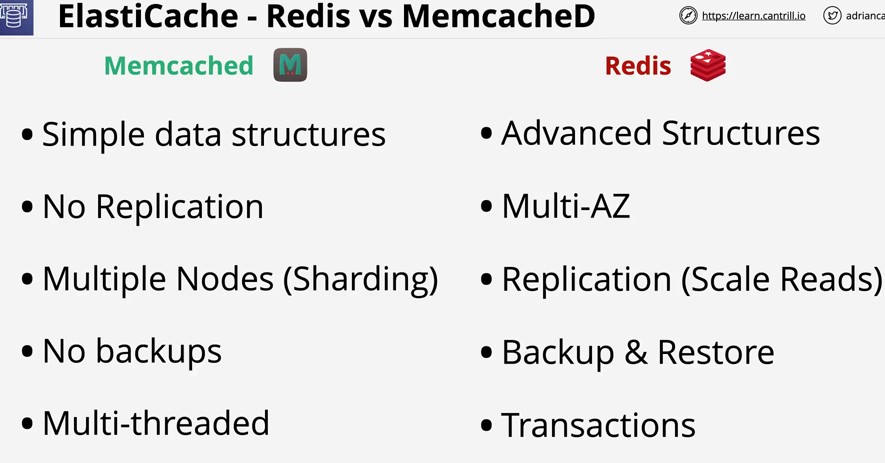 ElastiCache - Redis vs MemcacheD
https://learn.cantrill.io
adrianca
Memcached
M
Redis
• Simple data structures
• No Replication
• Multiple Nodes (Sharding)
• No backups
• Multi-threaded
• Advanced Structures
• Multi-AZ
• Replication (Scale Reads)
• Backup & Restore
• Transactions